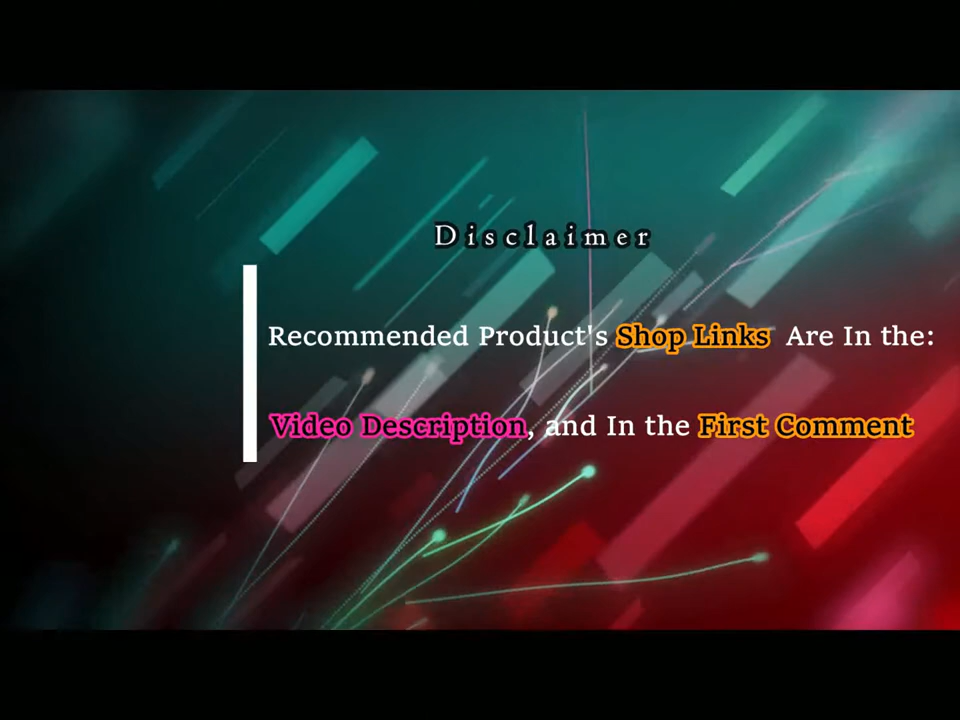 Disclaimer
Recommended Product's Shop Links Are In the:
Video Description, and In the First Comment